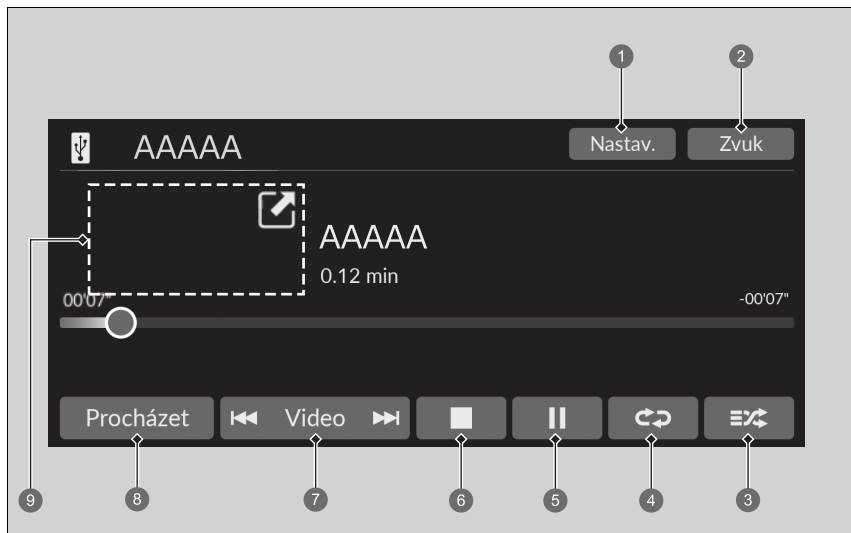 1 2
AAAAA Nastav. Zvuk
AAAAA
0.12 min
9
00'07" -00'07"
Procházet Video
9 8 7 6 5 4 3